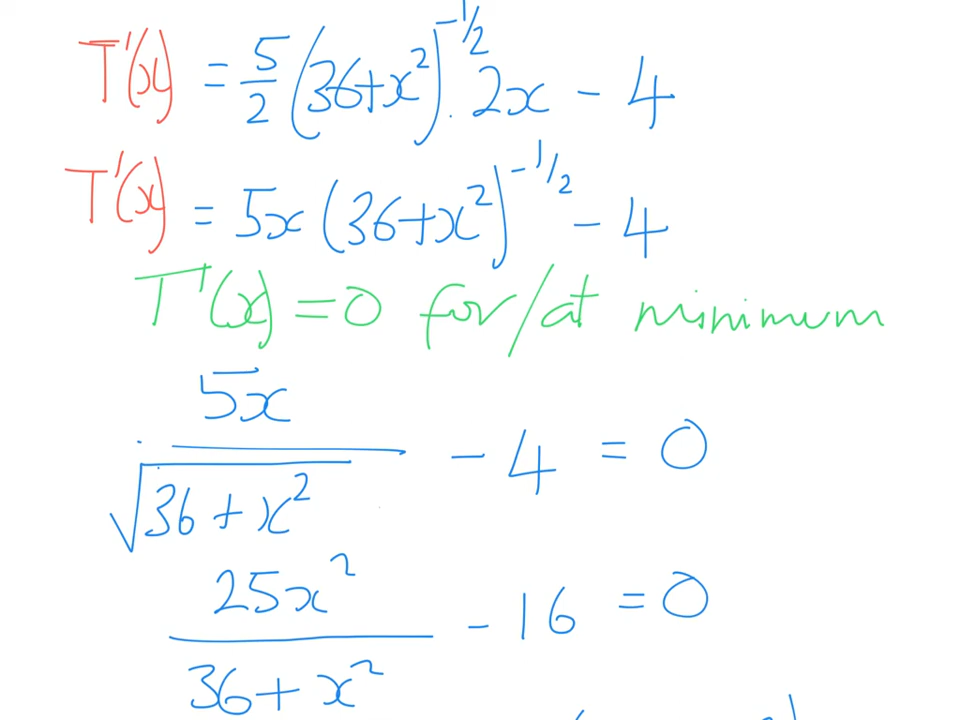 T'(x) = 5/2 (36+x²)^-1/2 . 2x - 4
T'(x) = 5x (36+x²)^-1/2 - 4
T'(x) = 0 for/at minimum
5x
/√(36+x²) - 4 = 0
25x²
/(36+x²) - 16 = 0